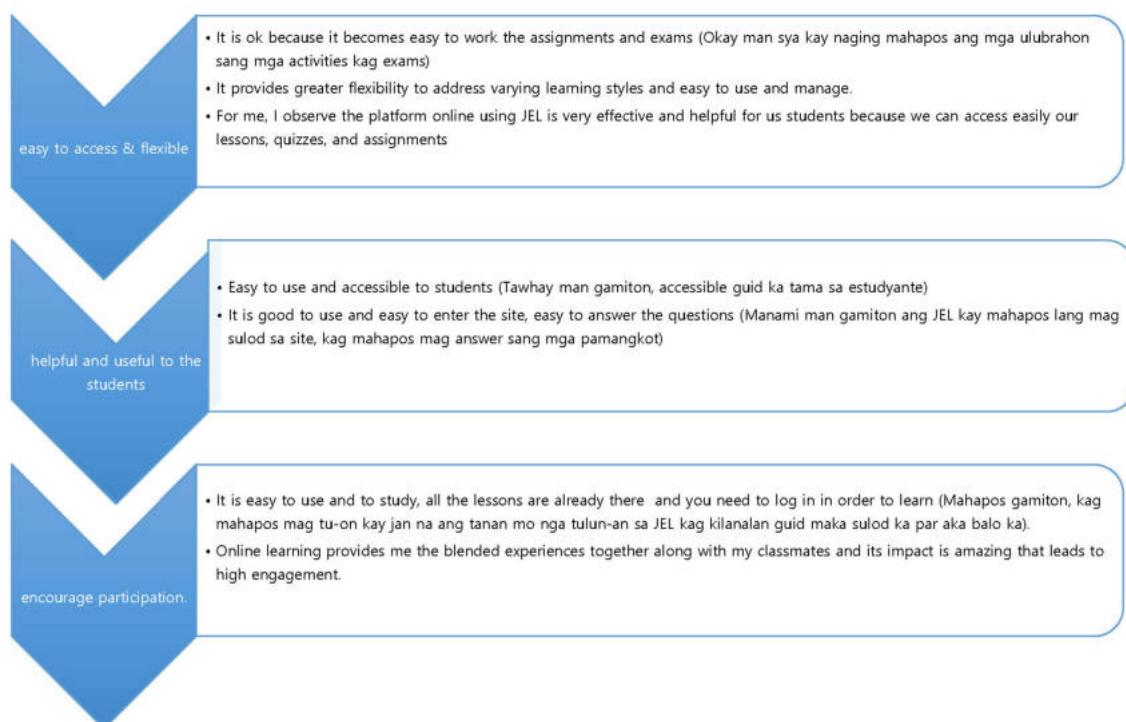 • It is ok because it becomes easy to work the assignments and exams (Okay man sya kay naging mahapos ang mga ulubrahon
sang mga activities kag exams)
• It provides greater flexibility to address varying learning styles and easy to use and manage.
• For me, I observe the platform online using JEL is very effective and helpful for us students because we can access easily our
lessons, quizzes, and assignments
easy to access & flexible
• Easy to use and accessible to students (Tawhay man gamiton, accessible guid ka tama sa estudyante)
• It is good to use and easy to enter the site, easy to answer the questions (Manami man gamiton ang JEL kay mahapos lang mag
sulod sa site, kag mahapos mag answer sang mga pamangkot)
helpful and useful to the
students
• It is easy to use and to study, all the lessons are already there and you need to log in in order to learn (Mahapos gamiton, kag
mahapos mag tu-on kay jan na ang tanan mo nga tulun-an sa JEL kag kilanalan guid maka sulod ka par aka balo ka).
• Online learning provides me the blended experiences together along with my classmates and its impact is amazing that leads to
high engagement.
encourage participation.